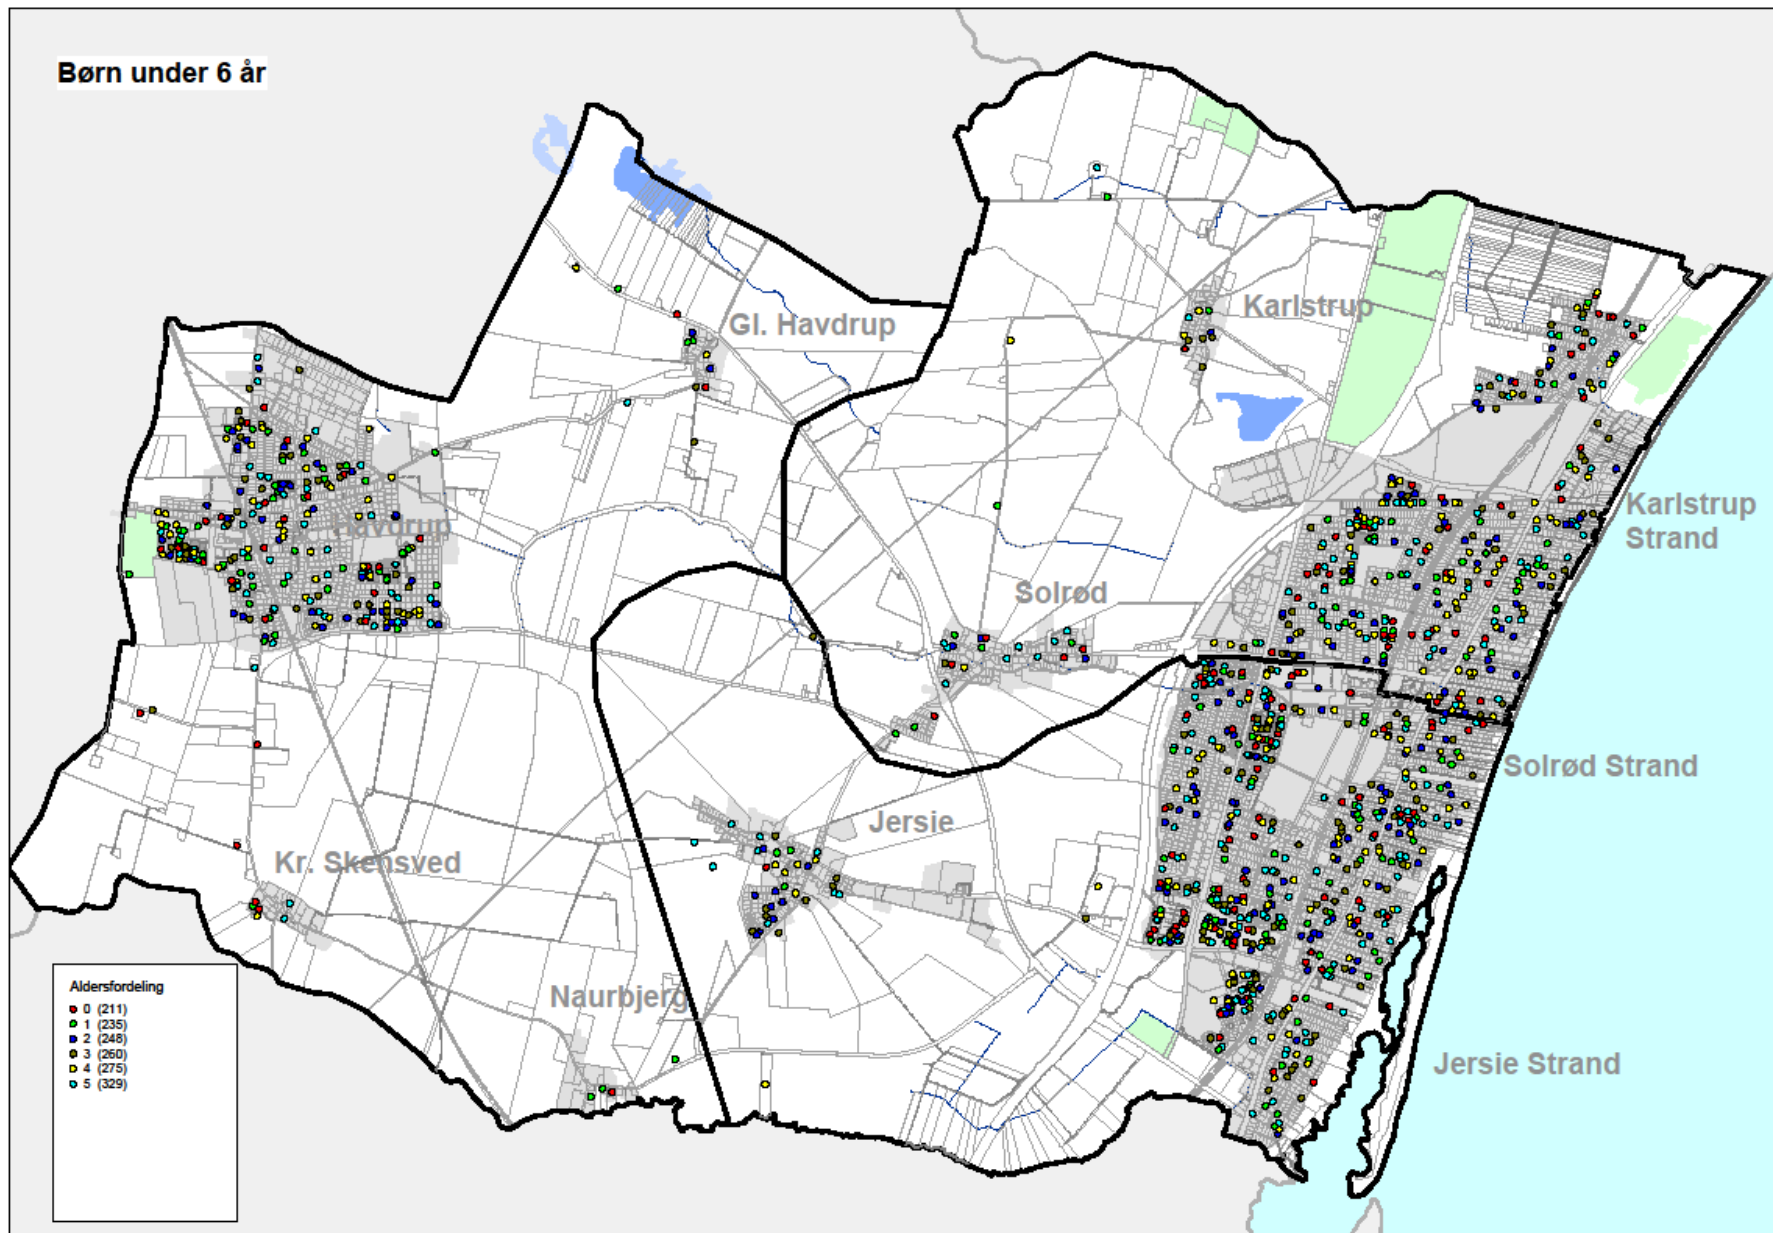 Børn under 6 år
Gl. Havdrup
Karlstrup
Havdrup
Karlstrup
Strand
Solrød
Solrød Strand
Jersie
Kr. Skensved
Naurbjerg
Jersie Strand
Aldersfordeling
0 (211)
1 (235)
2 (248)
3 (260)
4 (275)
5 (329)